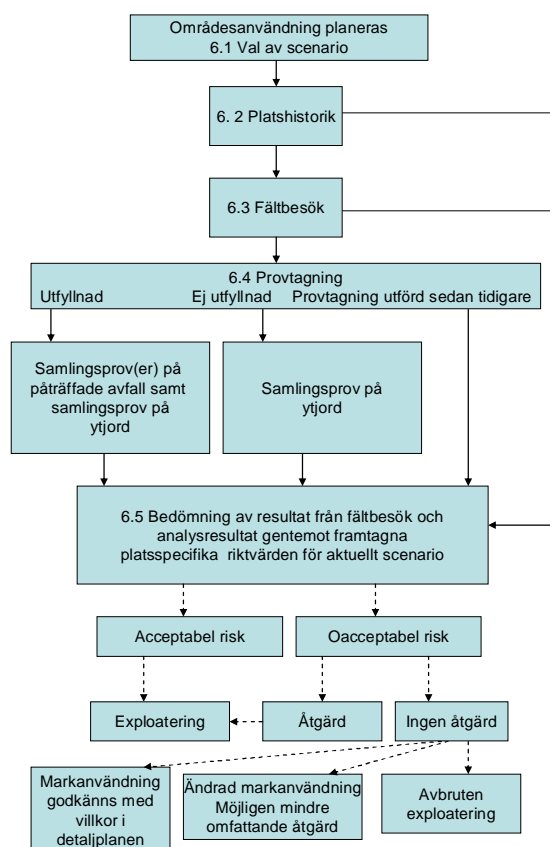 Områdesanvändning planeras
6.1 Val av scenario
6. 2 Platshistorik
6.3 Fältbesök
6.4 Provtagning
Utfyllnad
Ej utfyllnad
Provtagning utförd sedan tidigare
Samlingsprov(er) på
påträffade avfall samt
samlingsprov på
ytjord
Samlingsprov på
ytjord
6.5 Bedömning av resultat från fältbesök och
analysresultat gentemot framtagna
platsspecifika riktvärden för aktuellt scenario
Acceptabel risk
Oacceptabel risk
Exploatering
Åtgärd
Ingen åtgärd
Markanvändning
godkänns med
villkor i
detaljplanen
Ändrad markanvändning
Möjligen mindre
omfattande åtgärd
Avbruten
exploatering